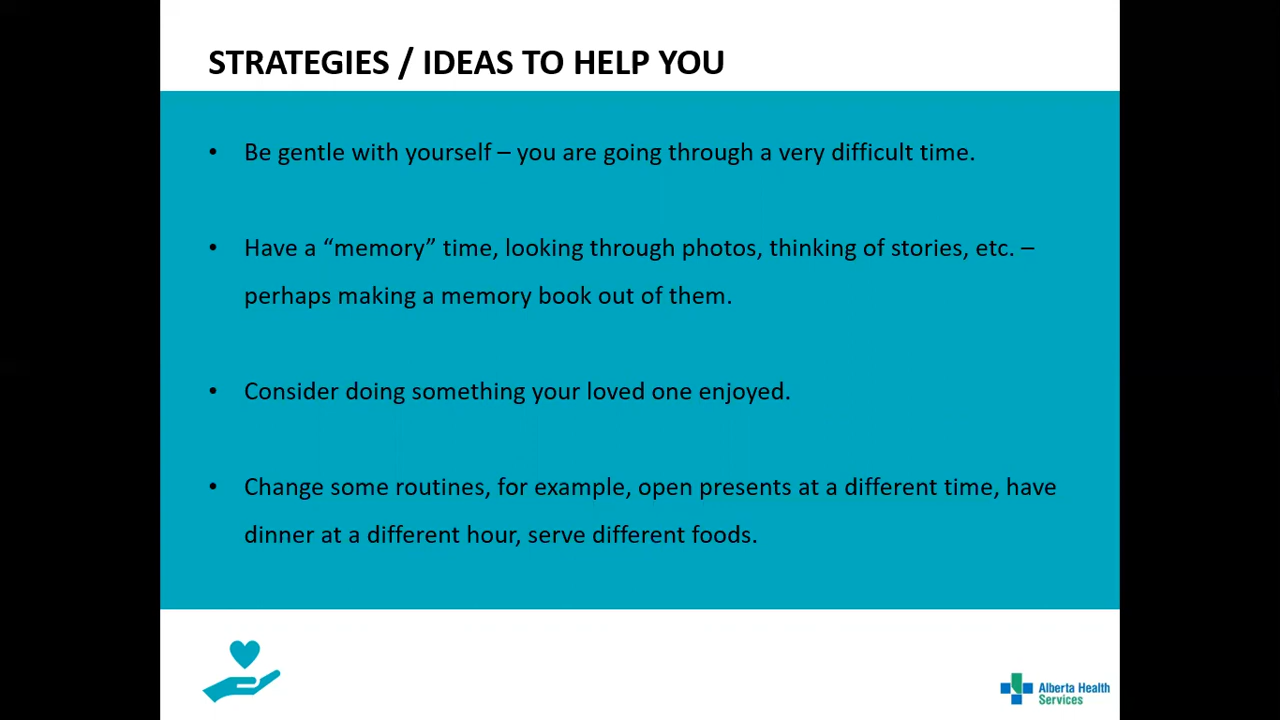 STRATEGIES / IDEAS TO HELP YOU
• Be gentle with yourself – you are going through a very difficult time.
• Have a “memory” time, looking through photos, thinking of stories, etc. –
perhaps making a memory book out of them.
• Consider doing something your loved one enjoyed.
• Change some routines, for example, open presents at a different time, have
dinner at a different hour, serve different foods.
Alberta Health
Services